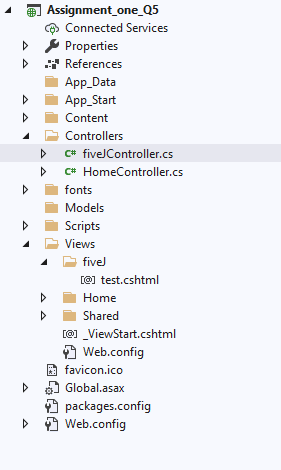 Assignment_one_Q5
Connected Services
Properties
References
App_Data
App_Start
Content
Controllers
C# fiveJController.cs
C# HomeController.cs
fonts
Models
Scripts
Views
fiveJ
[@] test.cshtml
Home
Shared
[@] _ViewStart.cshtml
Web.config
favicon.ico
Global.asax
packages.config
Web.config